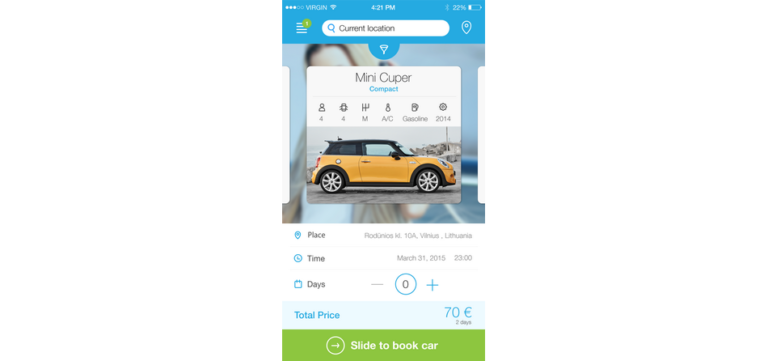 VIRGIN 4:21 PM 22%
1
Current location
Mini Cuper
Compact
4 4 M A/C Gasoline 2014
Place Rodūnios kl. 10A, Vilnius , Lithuania
Time March 31, 2015 23:00
Days 0
Total Price 70 €
2 days
Slide to book car